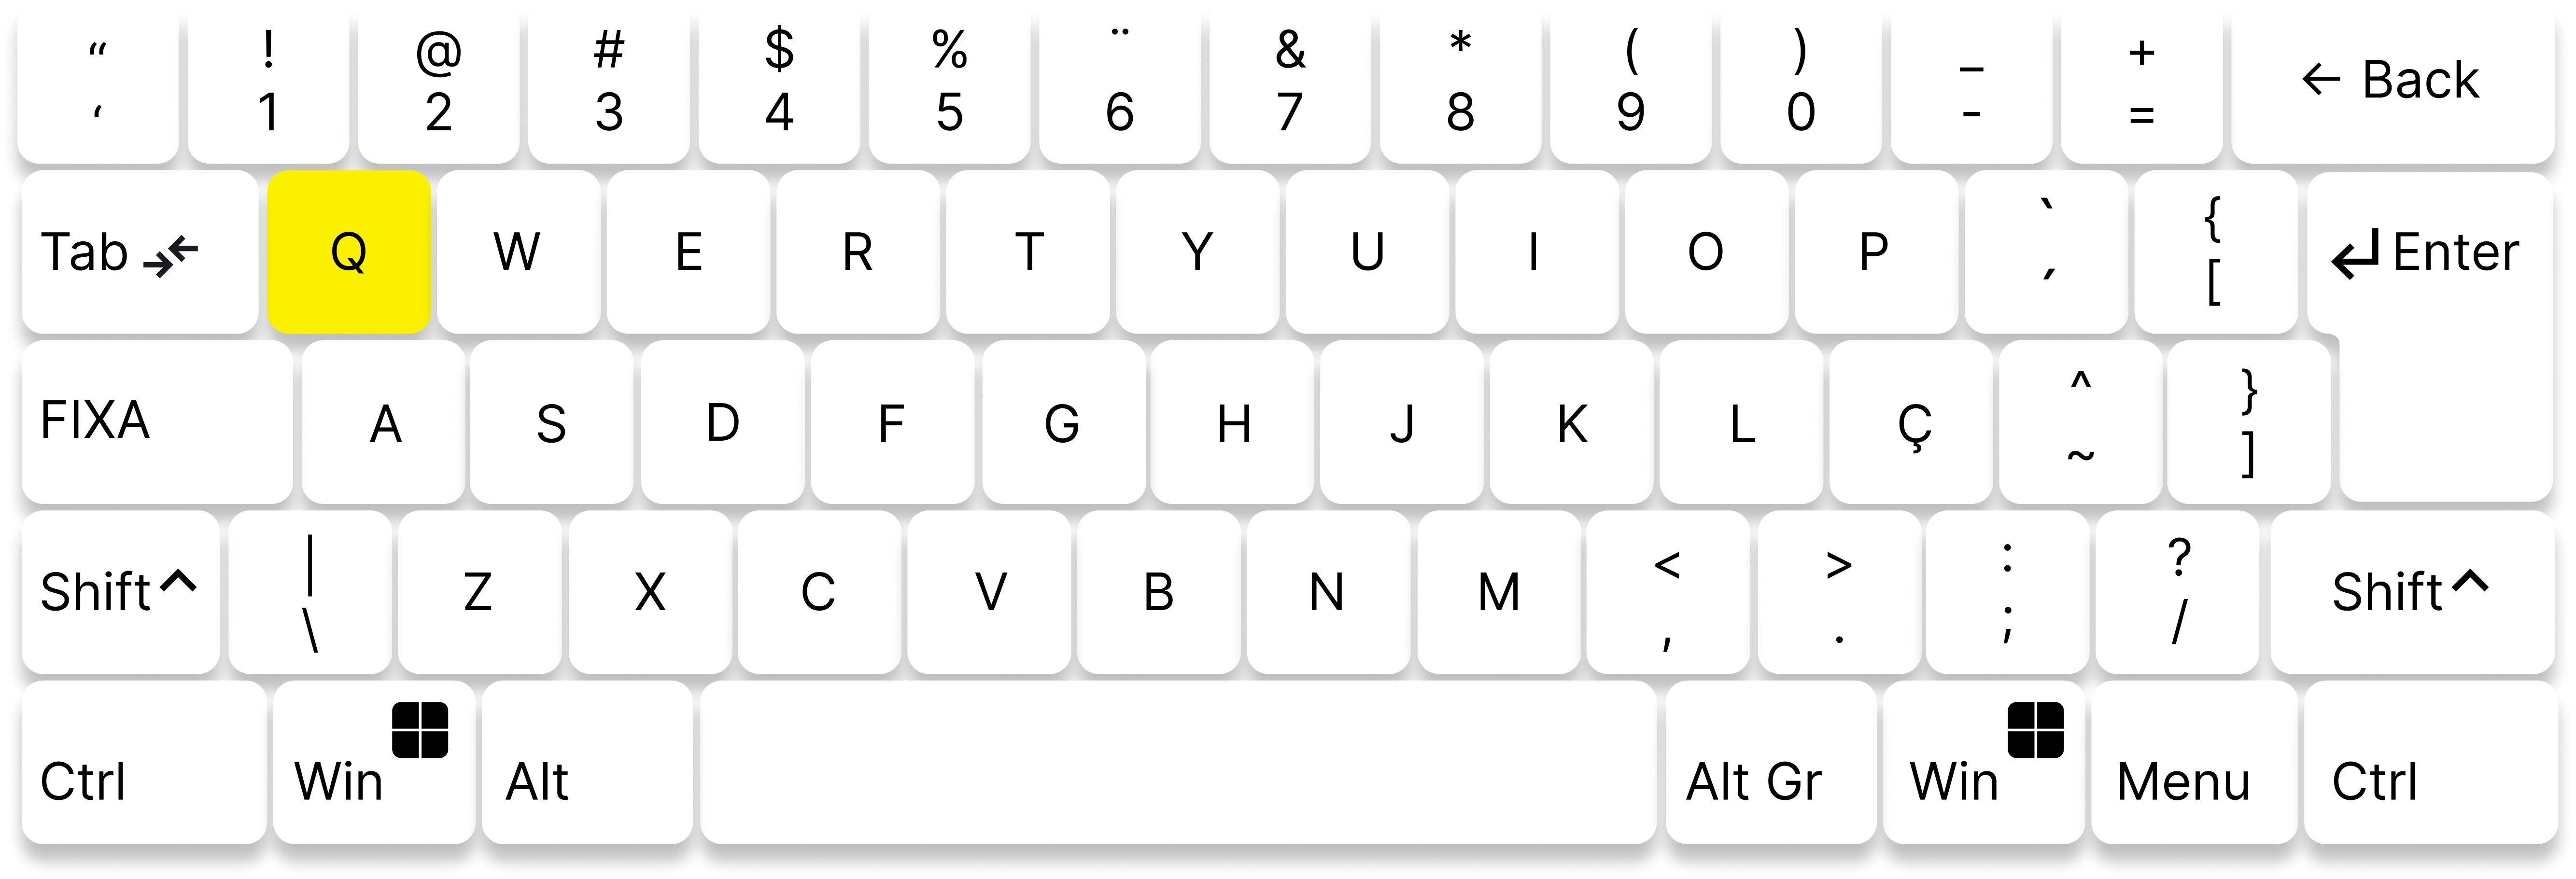 “ ! @ # $ % ¨ & * ( ) _ +
‘ 1 2 3 4 5 6 7 8 9 0 - = ← Back
Tab Q W E R T Y U I O P ` ´ { [ ↵ Enter
FIXA A S D F G H J K L Ç ^ ~ } ]
Shift ^ | \ Z X C V B N M < , > . : ; ? / Shift ^
Ctrl Win Alt Alt Gr Win Menu Ctrl